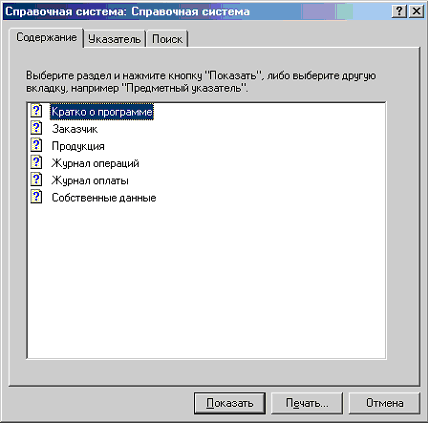 Справочная система: Справочная система
Содержание Указатель Поиск
Выберите раздел и нажмите кнопку "Показать", либо выберите другую
вкладку, например "Предметный указатель".
Кратко о программе
Заказчик
Продукция
Журнал операций
Журнал оплаты
Собственные данные
Показать Печать... Отмена